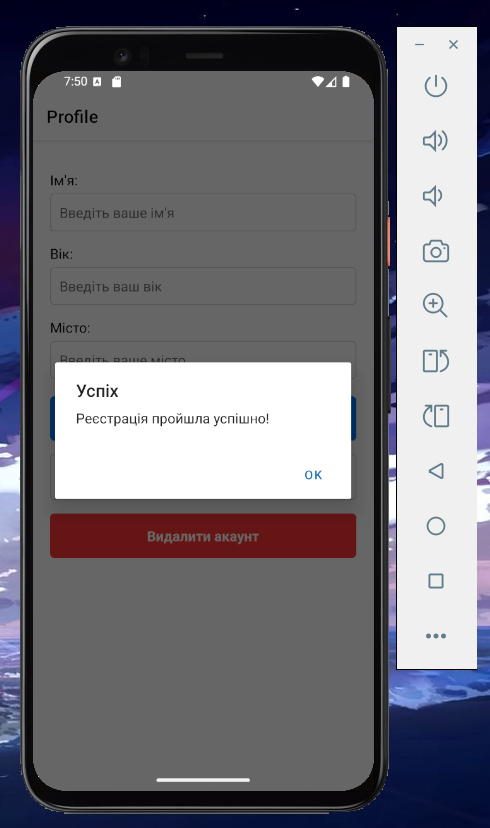 7:50
Profile
Ім'я:
Введіть ваше ім'я
Вік:
Введіть ваш вік
Місто:
Введіть ваше місто
Успіх
Реєстрація пройшла успішно!
OK
Видалити акаунт